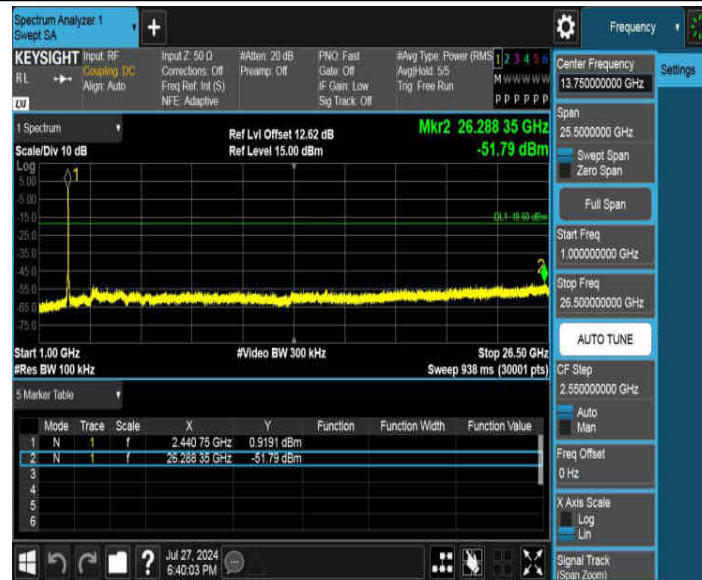 Spectrum Analyzer 1
Swept SA
+
Frequency
KEYSIGHT
RL
LXI
Input: RF
Coupling: DC
Align: Auto
Input Z: 50 Ω
Corrections: Off
Freq Ref: Int (S)
NFE: Adaptive
#Atten: 20 dB
Preamp: Off
PNO: Fast
Gate: Off
IF Gain: Low
Sig Track: Off
#Avg Type: Power (RMS
Avg|Hold: 5/5
Trig: Free Run
1 2 3 4 5 6
M W W W W W
P P P P P P
1 Spectrum
Scale/Div 10 dB
Ref Lvl Offset 12.62 dB
Ref Level 15.00 dBm
Mkr2 26.288 35 GHz
-51.79 dBm
Log
5.00
-5.00
-15.0
-25.0
-35.0
-45.0
-55.0
-65.0
-75.0
1
DL1 -18.60 dBm
2
Start 1.00 GHz
#Res BW 100 kHz
#Video BW 300 kHz
Stop 26.50 GHz
Sweep 938 ms (30001 pts)
5 Marker Table
Mode Trace Scale X Y Function Function Width Function Value
1 N 1 f 2.440 75 GHz 0.9191 dBm
2 N 1 f 26.288 35 GHz -51.79 dBm
3
4
5
6
?
Jul 27, 2024
6:40:03 PM
Center Frequency
13.750000000 GHz
Settings
Span
25.5000000 GHz
Swept Span
Zero Span
Full Span
Start Freq
1.000000000 GHz
Stop Freq
26.500000000 GHz
AUTO TUNE
CF Step
2.550000000 GHz
Auto
Man
Freq Offset
0 Hz
X Axis Scale
Log
Lin
Signal Track
(Span Zoom)